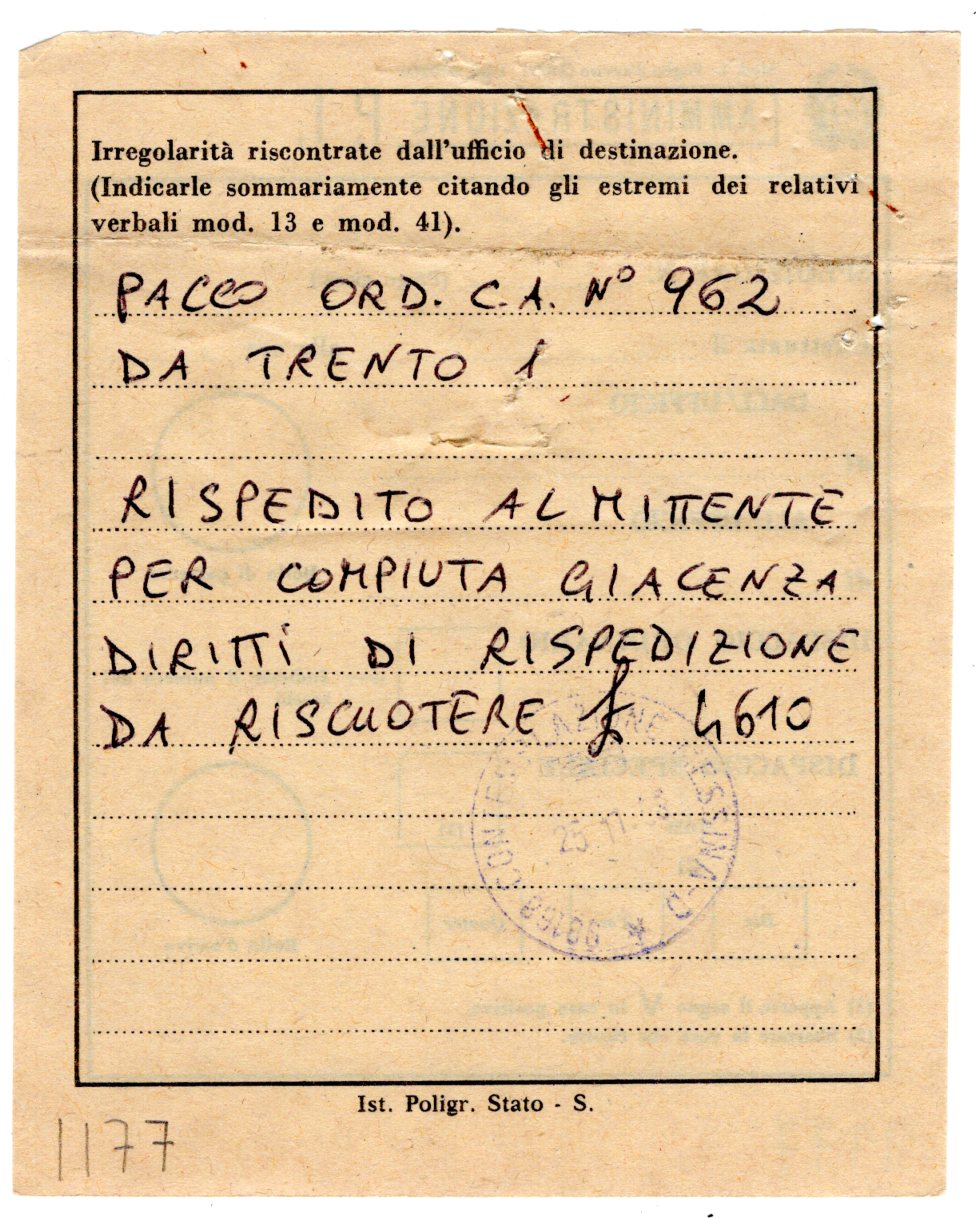 Irregolarità riscontrate dall'ufficio di destinazione.
(Indicarle sommariamente citando gli estremi dei relativi
verbali mod. 13 e mod. 41).
PACCO ORD. C.A. N° 962
DA TRENTO 1
RISPEDITO AL MITTENTE
PER COMPIUTA GIACENZA
DIRITTI DI RISPEDIZIONE
DA RISCUOTERE £ 4610
MESSINA
Ist. Poligr. Stato - S.
1177